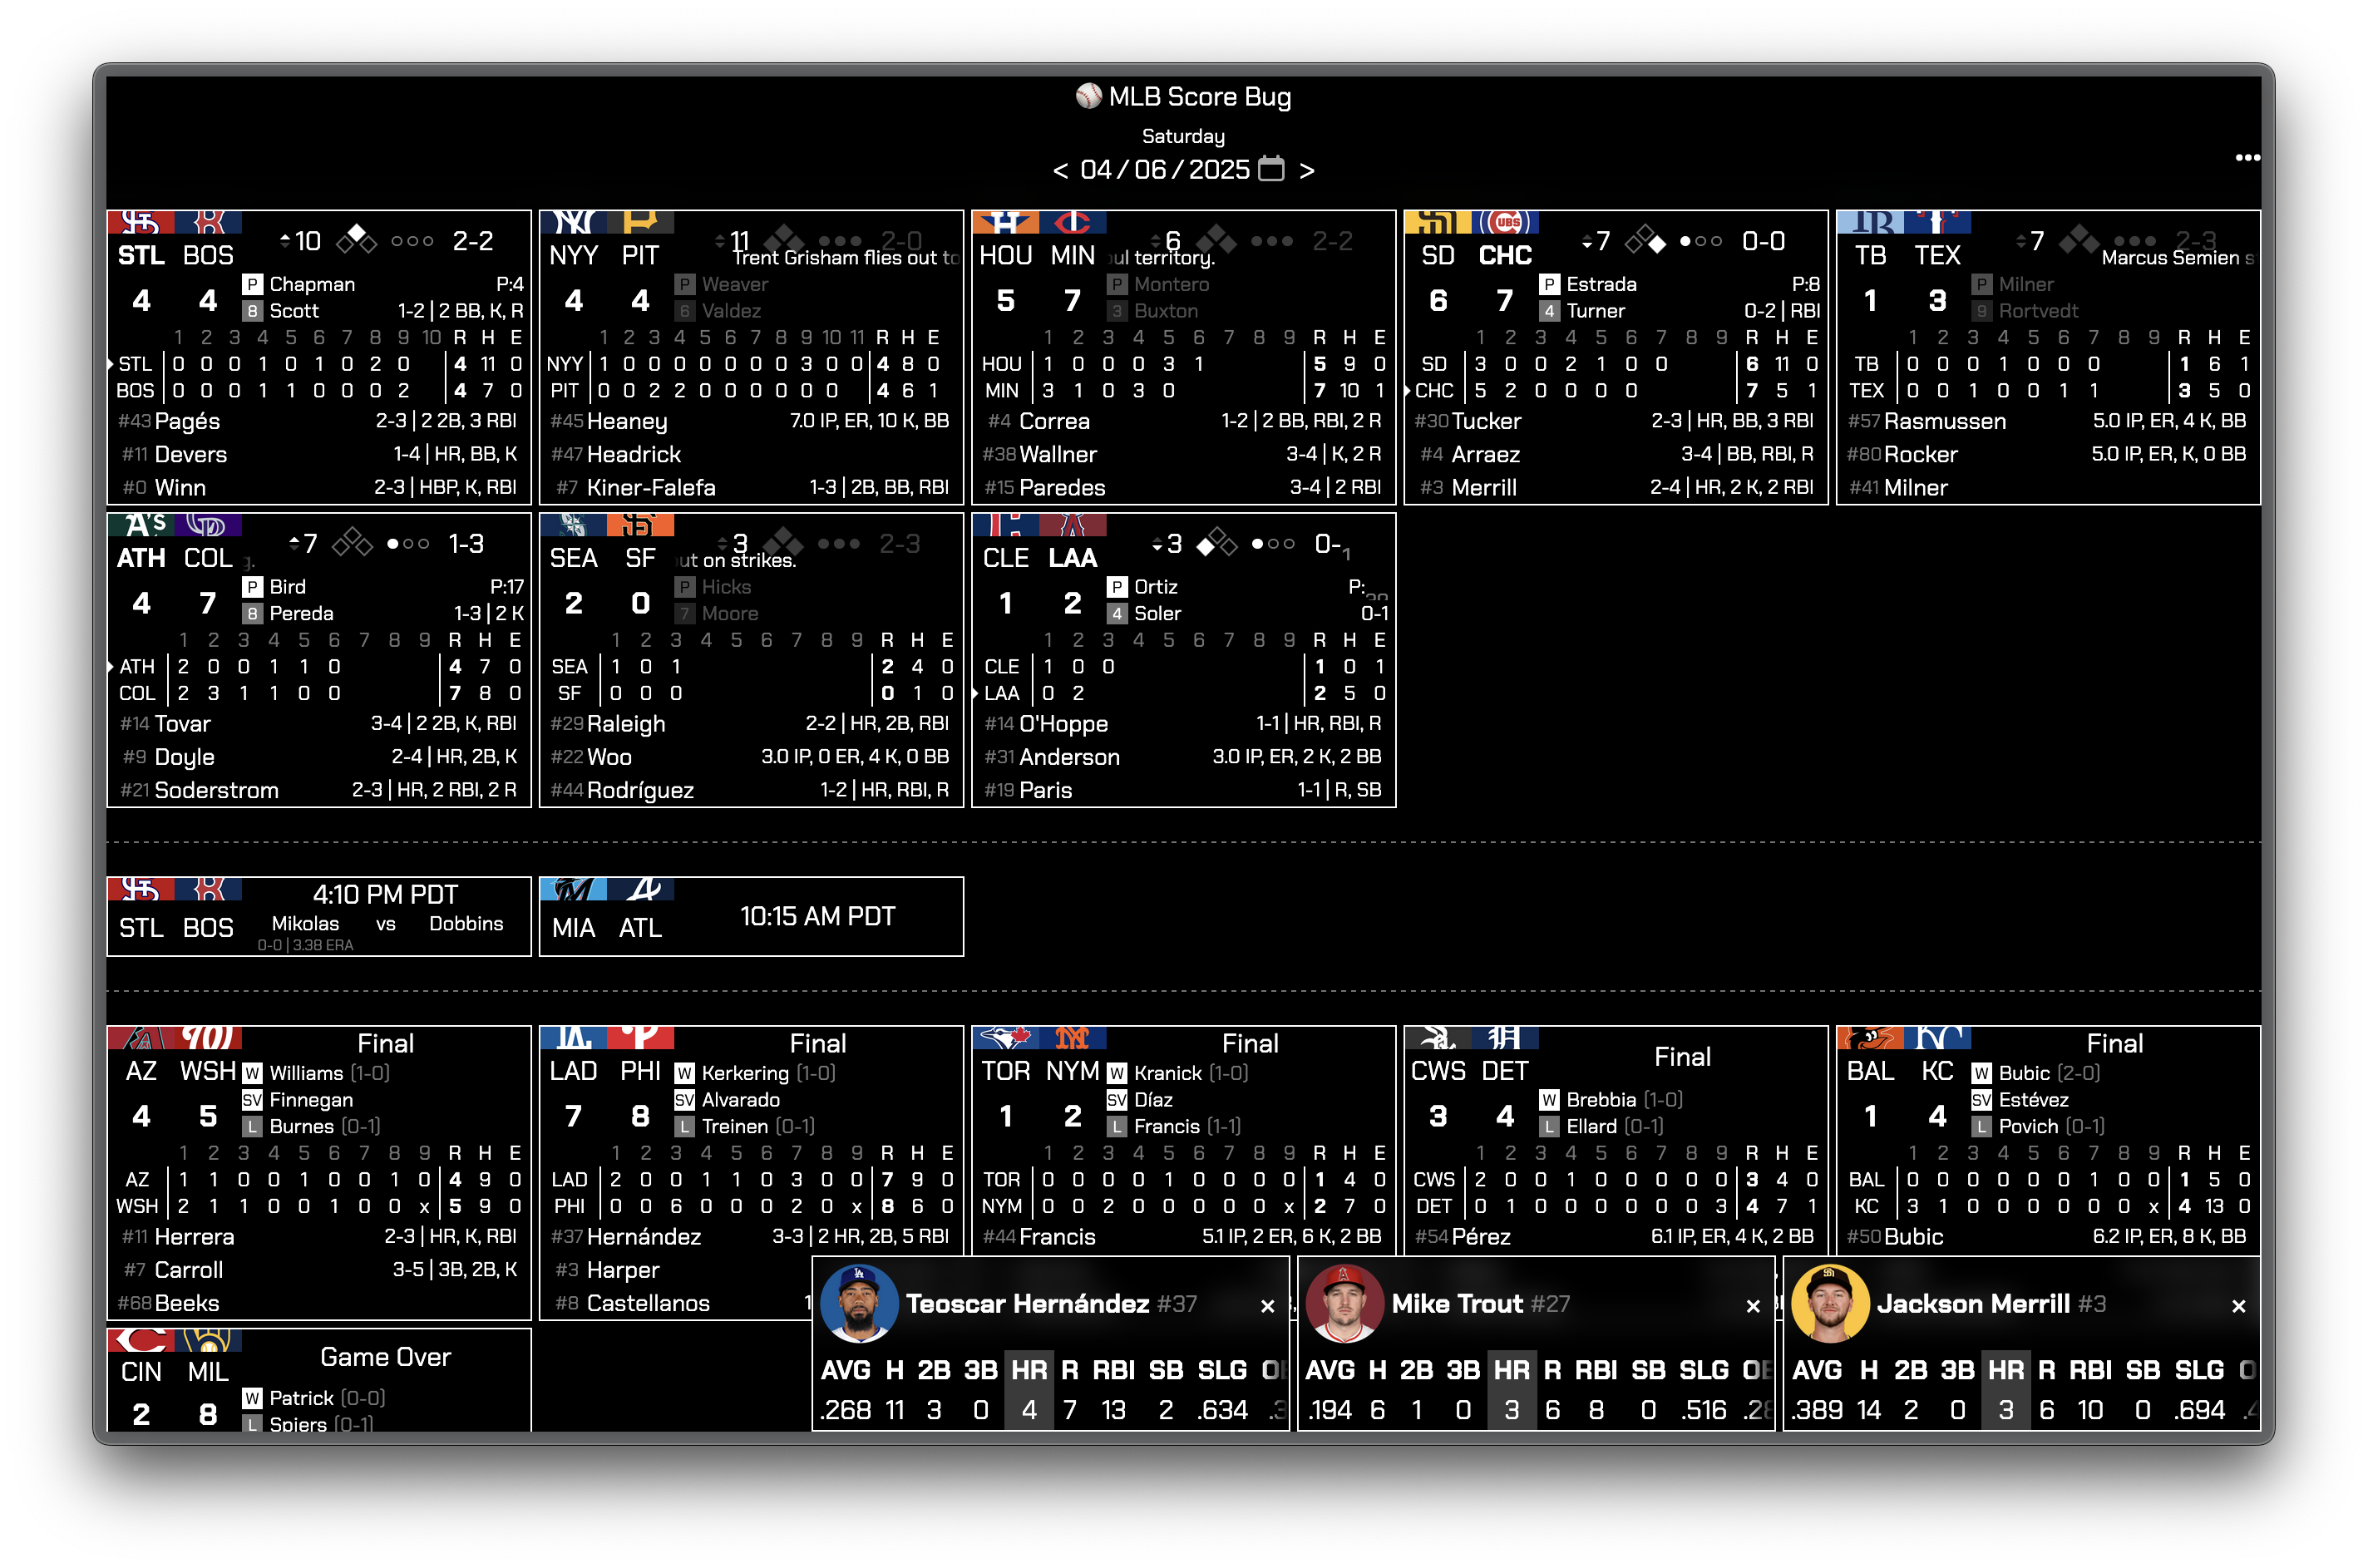 ⚾ MLB Score Bug
Saturday
< 04 / 06 / 2025 >
•••
STL BOS 10 2-2
4 4
P Chapman P:4
8 Scott 1-2 | 2 BB, K, R
1 2 3 4 5 6 7 8 9 10 R H E
STL 0 0 0 1 0 1 0 2 0 4 11 0
BOS 0 0 0 1 1 0 0 0 2 4 7 0
#43 Pagés 2-3 | 2 2B, 3 RBI
#11 Devers 1-4 | HR, BB, K
#0 Winn 2-3 | HBP, K, RBI
NYY PIT 11 2-0
Trent Grisham flies out to
4 4
P Weaver
6 Valdez
1 2 3 4 5 6 7 8 9 10 11 R H E
NYY 1 0 0 0 0 0 0 0 3 0 0 4 8 0
PIT 0 0 2 2 0 0 0 0 0 0 4 6 1
#45 Heaney 7.0 IP, ER, 10 K, BB
#47 Headrick
#7 Kiner-Falefa 1-3 | 2B, BB, RBI
HOU MIN 6 2-2
oul territory.
5 7
P Montero
3 Buxton
1 2 3 4 5 6 7 8 9 R H E
HOU 1 0 0 0 3 1 5 9 0
MIN 3 1 0 3 0 7 10 1
#4 Correa 1-2 | 2 BB, RBI, 2 R
#38 Wallner 3-4 | K, 2 R
#15 Paredes 3-4 | 2 RBI
SD CHC 7 0-0
6 7
P Estrada P:8
4 Turner 0-2 | RBI
1 2 3 4 5 6 7 8 9 R H E
SD 3 0 0 2 1 0 0 6 11 0
CHC 5 2 0 0 0 0 7 5 1
#30 Tucker 2-3 | HR, BB, 3 RBI
#4 Arraez 3-4 | BB, RBI, R
#3 Merrill 2-4 | HR, 2 K, 2 RBI
TB TEX 7 2-3
Marcus Semien s
1 3
P Milner
9 Rortvedt
1 2 3 4 5 6 7 8 9 R H E
TB 0 0 0 1 0 0 0 1 6 1
TEX 0 0 1 0 0 1 1 3 5 0
#57 Rasmussen 5.0 IP, ER, 4 K, BB
#80 Rocker 5.0 IP, ER, K, 0 BB
#41 Milner
ATH COL 7 1-3
g.
4 7
P Bird P:17
8 Pereda 1-3 | 2 K
1 2 3 4 5 6 7 8 9 R H E
ATH 2 0 0 1 1 0 4 7 0
COL 2 3 1 1 0 0 7 8 0
#14 Tovar 3-4 | 2 2B, K, RBI
#9 Doyle 2-4 | HR, 2B, K
#21 Soderstrom 2-3 | HR, 2 RBI, 2 R
SEA SF 3 2-3
out on strikes.
2 0
P Hicks
7 Moore
1 2 3 4 5 6 7 8 9 R H E
SEA 1 0 1 2 4 0
SF 0 0 0 0 1 0
#29 Raleigh 2-2 | HR, 2B, RBI
#22 Woo 3.0 IP, 0 ER, 4 K, 0 BB
#44 Rodríguez 1-2 | HR, RBI, R
CLE LAA 3 0-1
1 2
P Ortiz P:
4 Soler 0-1
1 2 3 4 5 6 7 8 9 R H E
CLE 1 0 0 1 0 1
LAA 0 2 2 5 0
#14 O'Hoppe 1-1 | HR, RBI, R
#31 Anderson 3.0 IP, ER, 2 K, 2 BB
#19 Paris 1-1 | R, SB
STL BOS
4:10 PM PDT
Mikolas vs Dobbins
0-0 | 3.38 ERA
MIA ATL
10:15 AM PDT
AZ WSH Final
4 5
W Williams (1-0)
SV Finnegan
L Burnes (0-1)
1 2 3 4 5 6 7 8 9 R H E
AZ 1 1 0 0 1 0 0 1 0 4 9 0
WSH 2 1 1 0 0 1 0 0 x 5 9 0
#11 Herrera 2-3 | HR, K, RBI
#7 Carroll 3-5 | 3B, 2B, K
#68 Beeks
LAD PHI Final
7 8
W Kerkering (1-0)
SV Alvarado
L Treinen (0-1)
1 2 3 4 5 6 7 8 9 R H E
LAD 2 0 0 1 1 0 3 0 0 7 9 0
PHI 0 0 6 0 0 0 2 0 x 8 6 0
#37 Hernández 3-3 | 2 HR, 2B, 5 RBI
#3 Harper
#8 Castellanos 1
TOR NYM Final
1 2
W Kranick (1-0)
SV Díaz
L Francis (1-1)
1 2 3 4 5 6 7 8 9 R H E
TOR 0 0 0 0 1 0 0 0 0 1 4 0
NYM 0 0 2 0 0 0 0 0 x 2 7 0
#44 Francis 5.1 IP, 2 ER, 6 K, 2 BB
CWS DET Final
3 4
W Brebbia (1-0)
L Ellard (0-1)
1 2 3 4 5 6 7 8 9 R H E
CWS 2 0 0 1 0 0 0 0 0 3 4 0
DET 0 1 0 0 0 0 0 0 3 4 7 1
#54 Pérez 6.1 IP, ER, 4 K, 2 BB
BAL KC Final
1 4
W Bubic (2-0)
SV Estévez
L Povich (0-1)
1 2 3 4 5 6 7 8 9 R H E
BAL 0 0 0 0 0 0 1 0 0 1 5 0
KC 3 1 0 0 0 0 0 0 x 4 13 0
#50 Bubic 6.2 IP, ER, 8 K, BB
CIN MIL Game Over
2 8
W Patrick (0-0)
L Spiers (0-1)
Teoscar Hernández #37 ×
AVG H 2B 3B HR R RBI SB SLG
.268 11 3 0 4 7 13 2 .634 .3
Mike Trout #27 ×
AVG H 2B 3B HR R RBI SB SLG
.194 6 1 0 3 6 8 0 .516 .28
Jackson Merrill #3 ×
AVG H 2B 3B HR R RBI SB SLG
.389 14 2 0 3 6 10 0 .694 .4